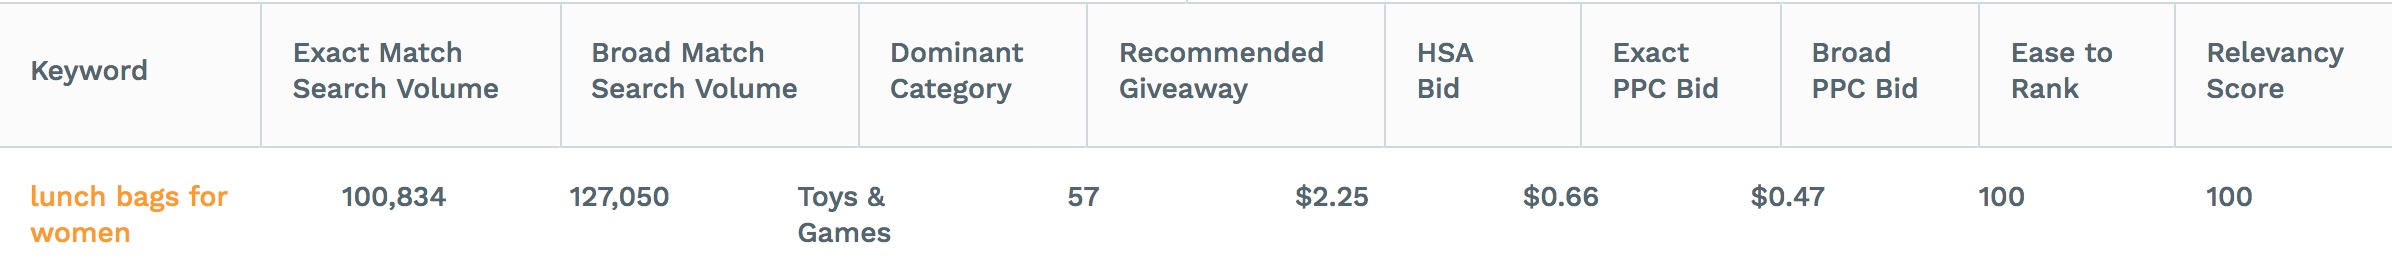 Keyword
Exact Match
Search Volume
Broad Match
Search Volume
Dominant
Category
Recommended
Giveaway
HSA
Bid
Exact
PPC Bid
Broad
PPC Bid
Ease to
Rank
Relevancy
Score
lunch bags for
women
100,834
127,050
Toys &
Games
57
$2.25
$0.66
$0.47
100
100